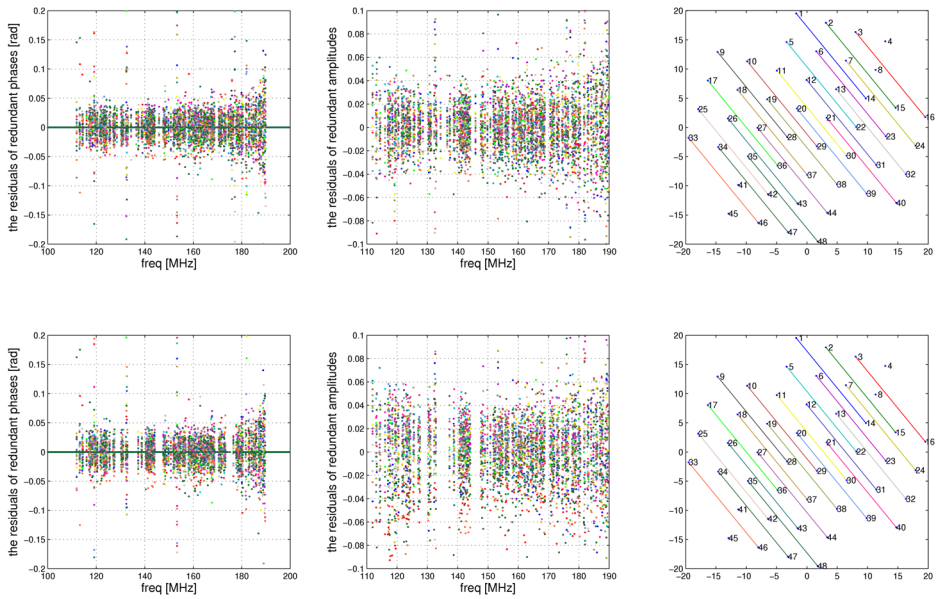 the residuals of redundant phases [rad]
0.2
0.15
0.1
0.05
0
−0.05
−0.1
−0.15
−0.2
100 120 140 160 180 200
freq [MHz]
the residuals of redundant amplitudes
0.1
0.08
0.06
0.04
0.02
0
−0.02
−0.04
−0.06
−0.08
−0.1
110 120 130 140 150 160 170 180 190
freq [MHz]
20
15
10
5
0
−5
−10
−15
−20
−20 −15 −10 −5 0 5 10 15 20
1 2 3 4
5 6 7 8
9 10 11 12 13 14 15 16
17 18 19 20 21 22 23 24
25 26 27 28 29 30 31 32
33 34 35 36 37 38 39 40
41 42 43 44
45 46 47 48
the residuals of redundant phases [rad]
0.2
0.15
0.1
0.05
0
−0.05
−0.1
−0.15
−0.2
100 120 140 160 180 200
freq [MHz]
the residuals of redundant amplitudes
0.1
0.08
0.06
0.04
0.02
0
−0.02
−0.04
−0.06
−0.08
−0.1
110 120 130 140 150 160 170 180 190
freq [MHz]
20
15
10
5
0
−5
−10
−15
−20
−20 −15 −10 −5 0 5 10 15 20
1 2 3 4
5 6 7 8
9 10 11 12 13 14 15 16
17 18 19 20 21 22 23 24
25 26 27 28 29 30 31 32
33 34 35 36 37 38 39 40
41 42 43 44
45 46 47 48